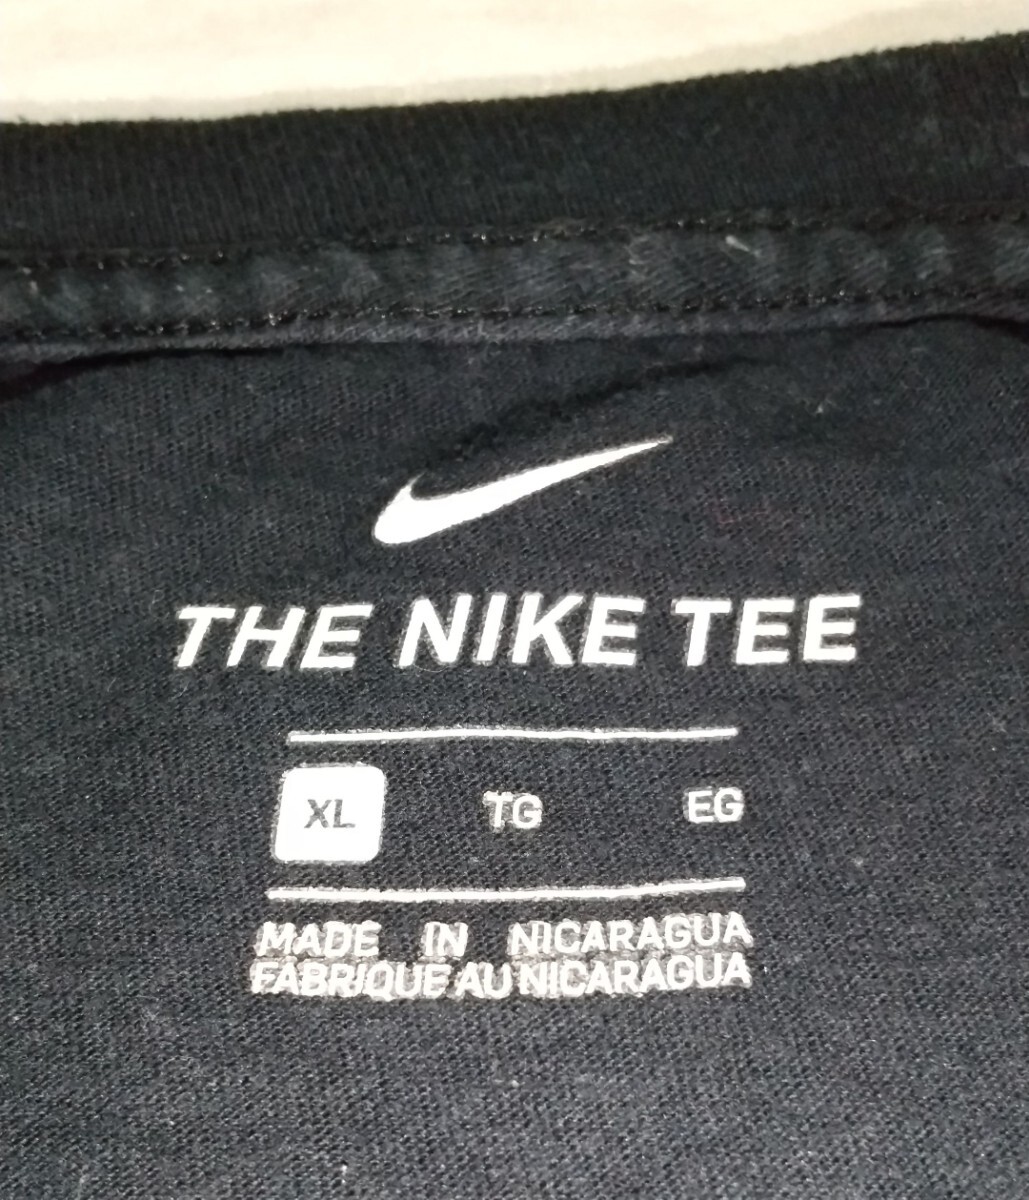 THE NIKE TEE
XL TG EG
MADE IN NICARAGUA
FABRIQUE AU NICARAGUA